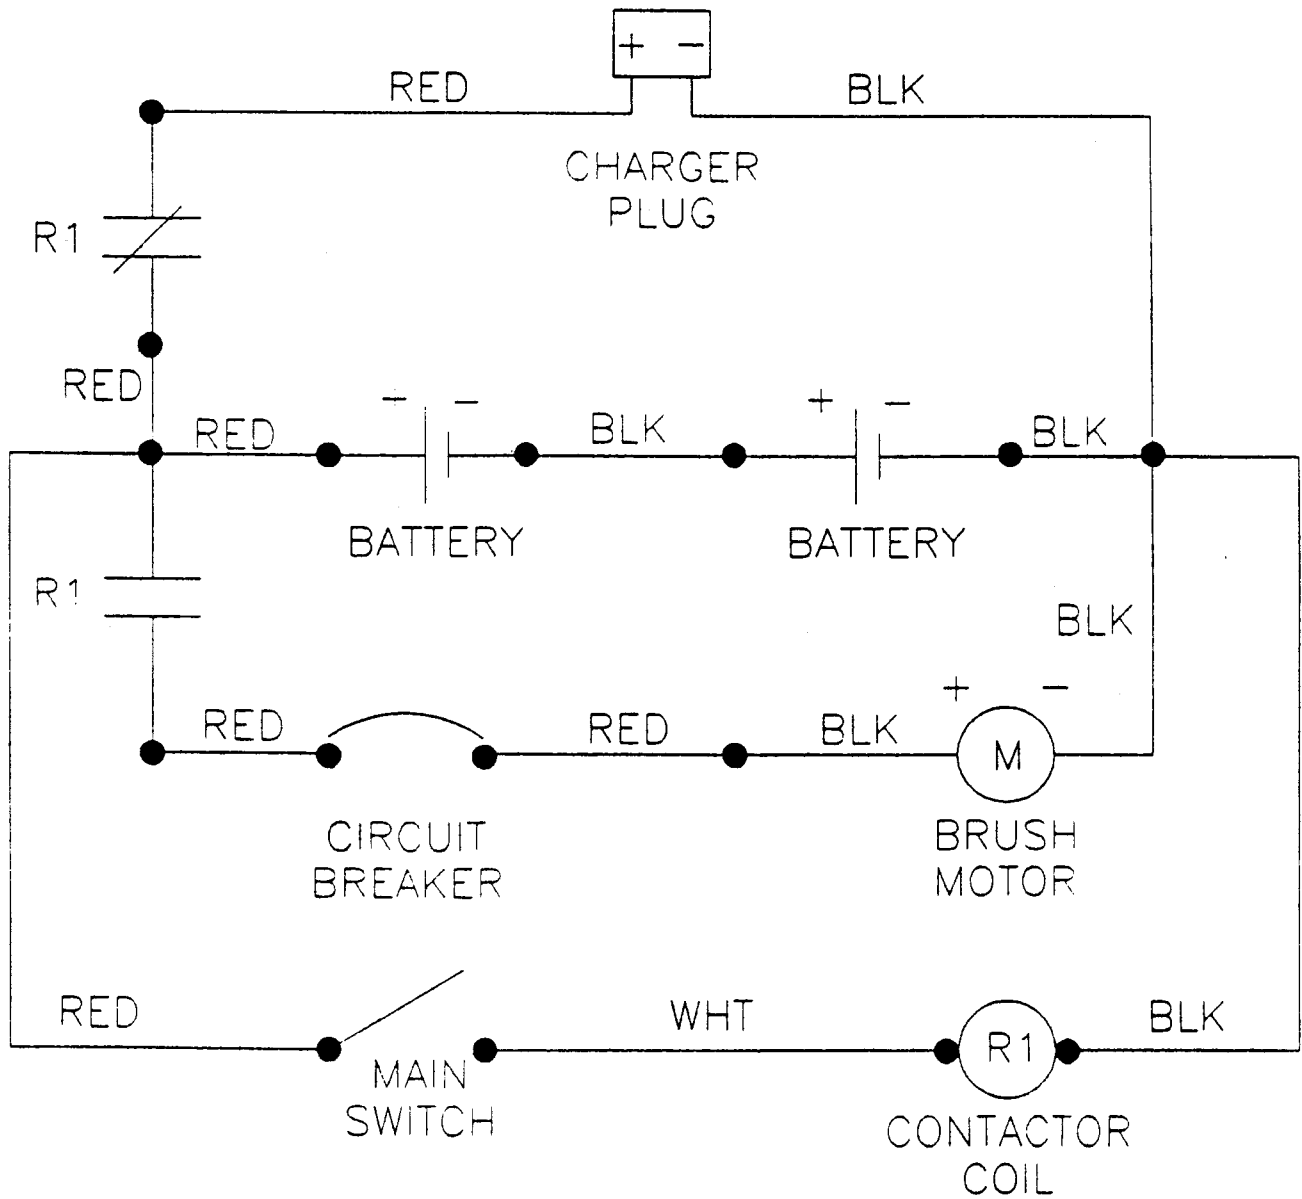 + −
RED
BLK
CHARGER
PLUG
R1
RED
RED
+ −
BLK
+ −
BLK
BATTERY
BATTERY
R1
BLK
+ −
RED
RED
BLK
M
CIRCUIT
BREAKER
BRUSH
MOTOR
RED
WHT
BLK
R1
MAIN
SWITCH
CONTACTOR
COIL